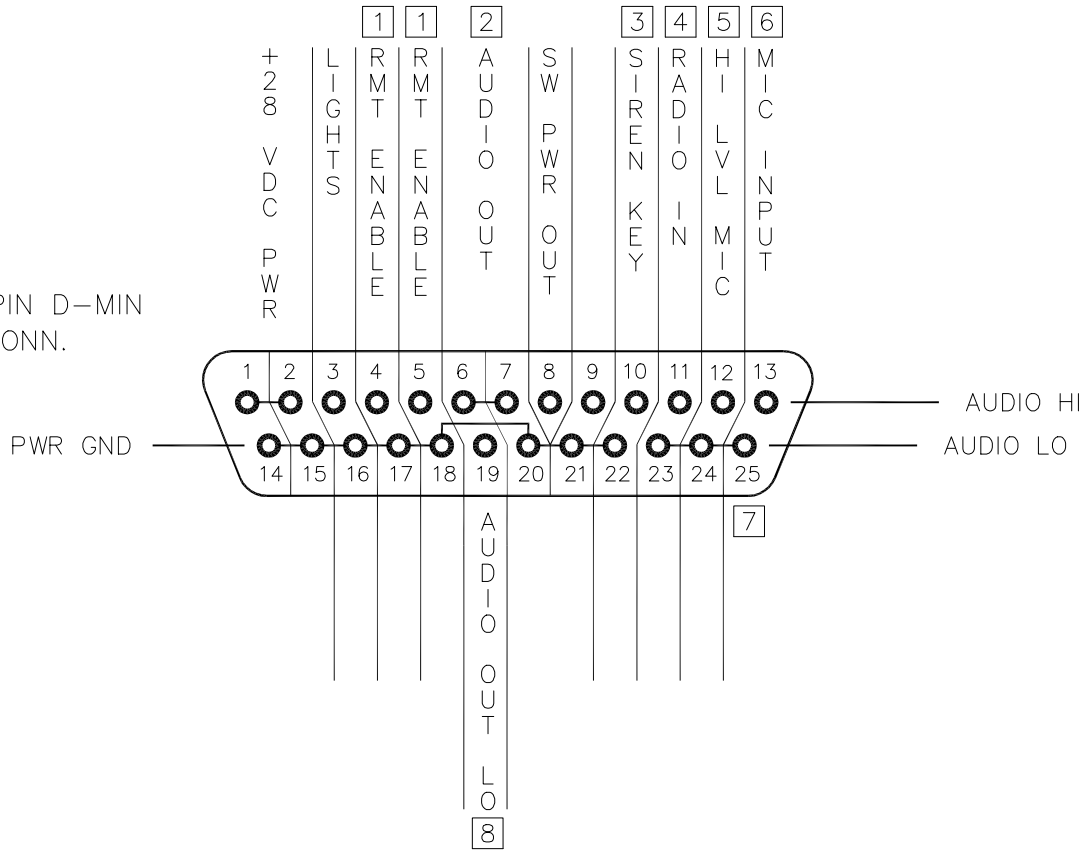 1 1 2 3 4 5 6
+28 VDC PWR
LIGHTS
RMT ENABLE
RMT ENABLE
AUDIO OUT
SW PWR OUT
SIREN KEY
RADIO IN
HI LVL MIC
MIC INPUT
PIN D-MIN
ONN.
1 2 3 4 5 6 7 8 9 10 11 12 13
AUDIO HI
PWR GND
AUDIO LO
14 15 16 17 18 19 20 21 22 23 24 25
7
AUDIO OUT LO
8